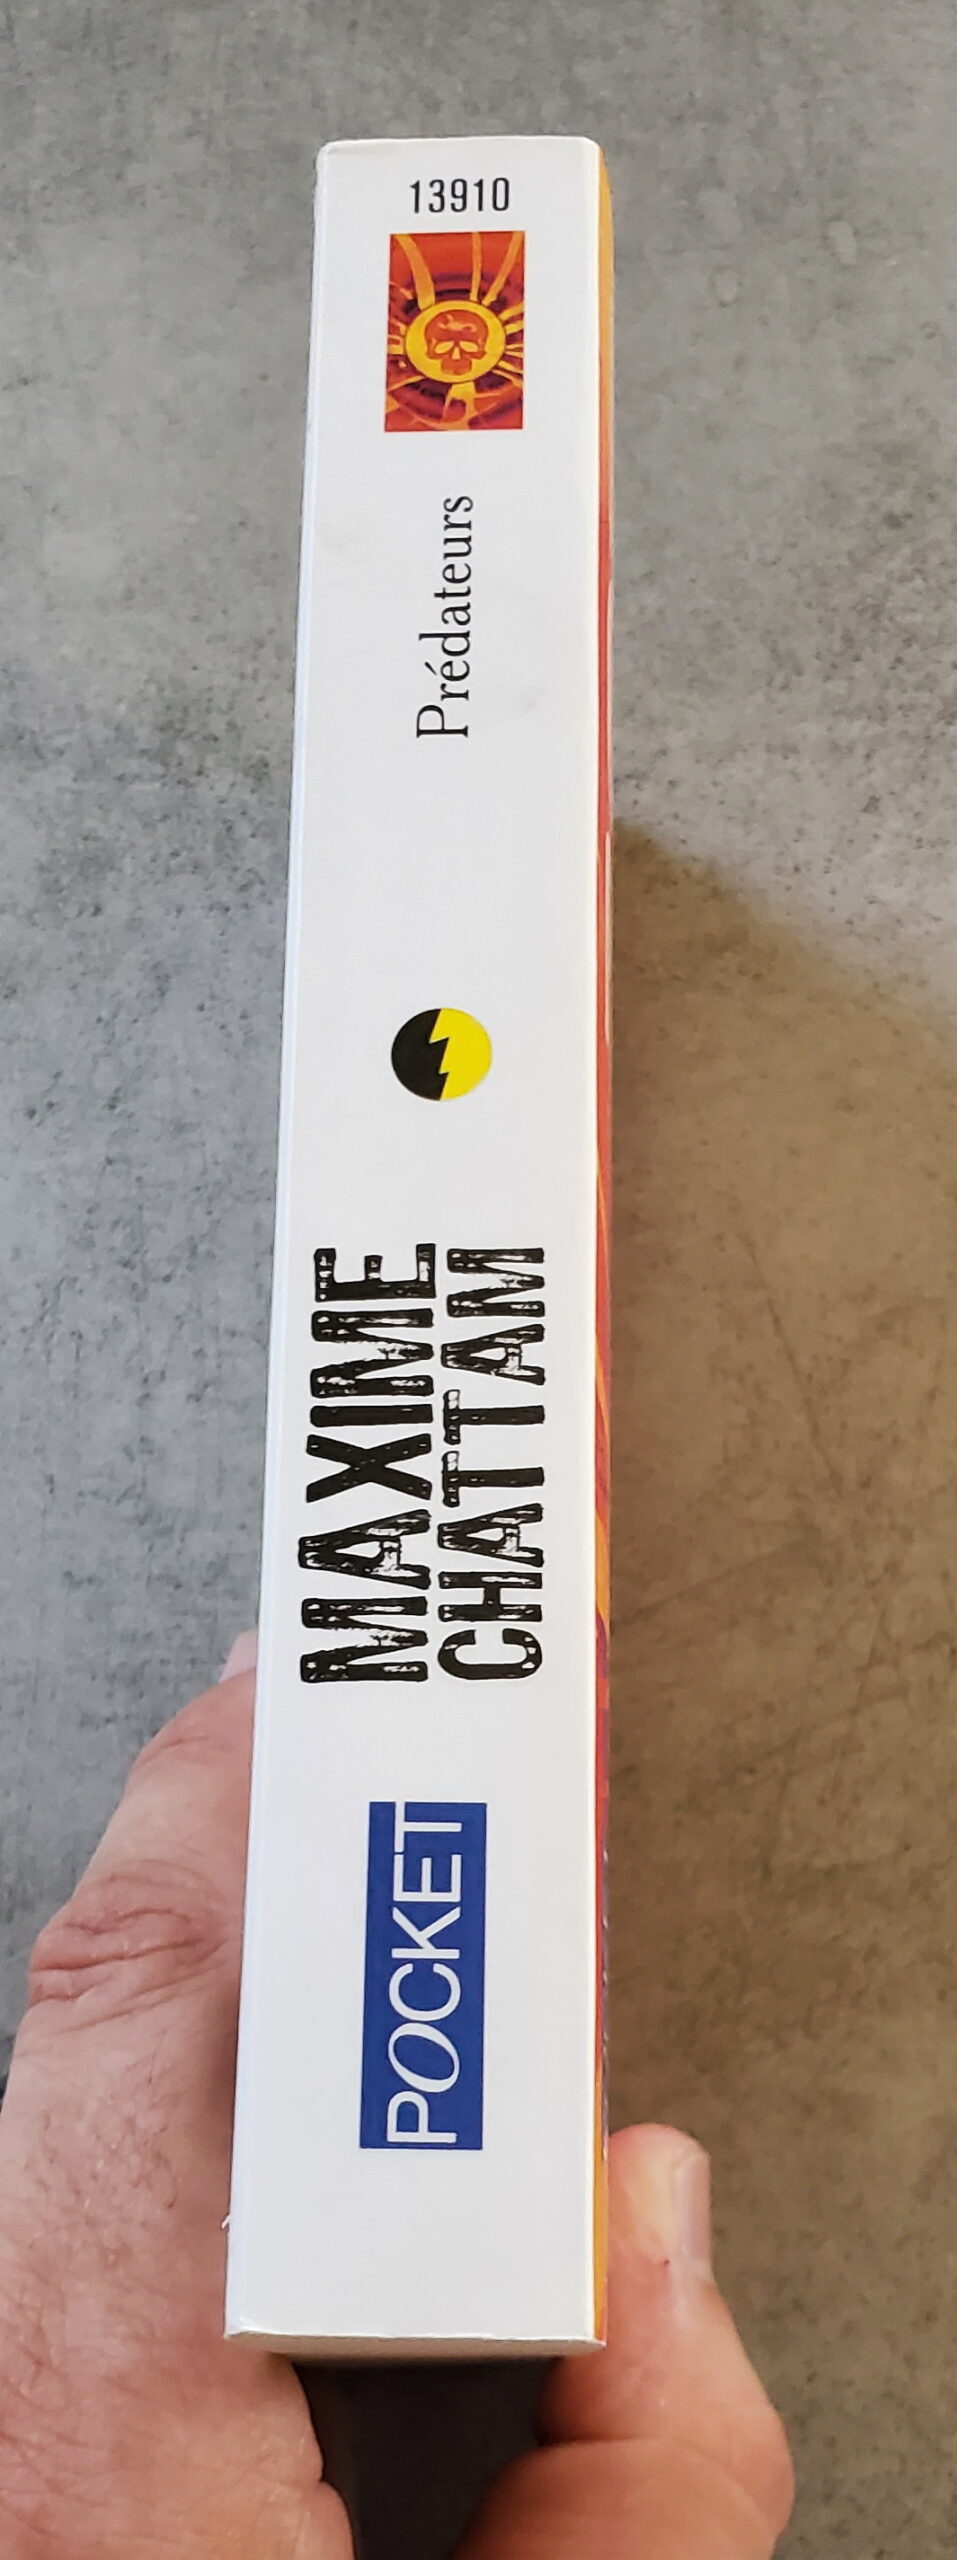 13910
Prédateurs
MAXIME
CHATTAM
POCKET